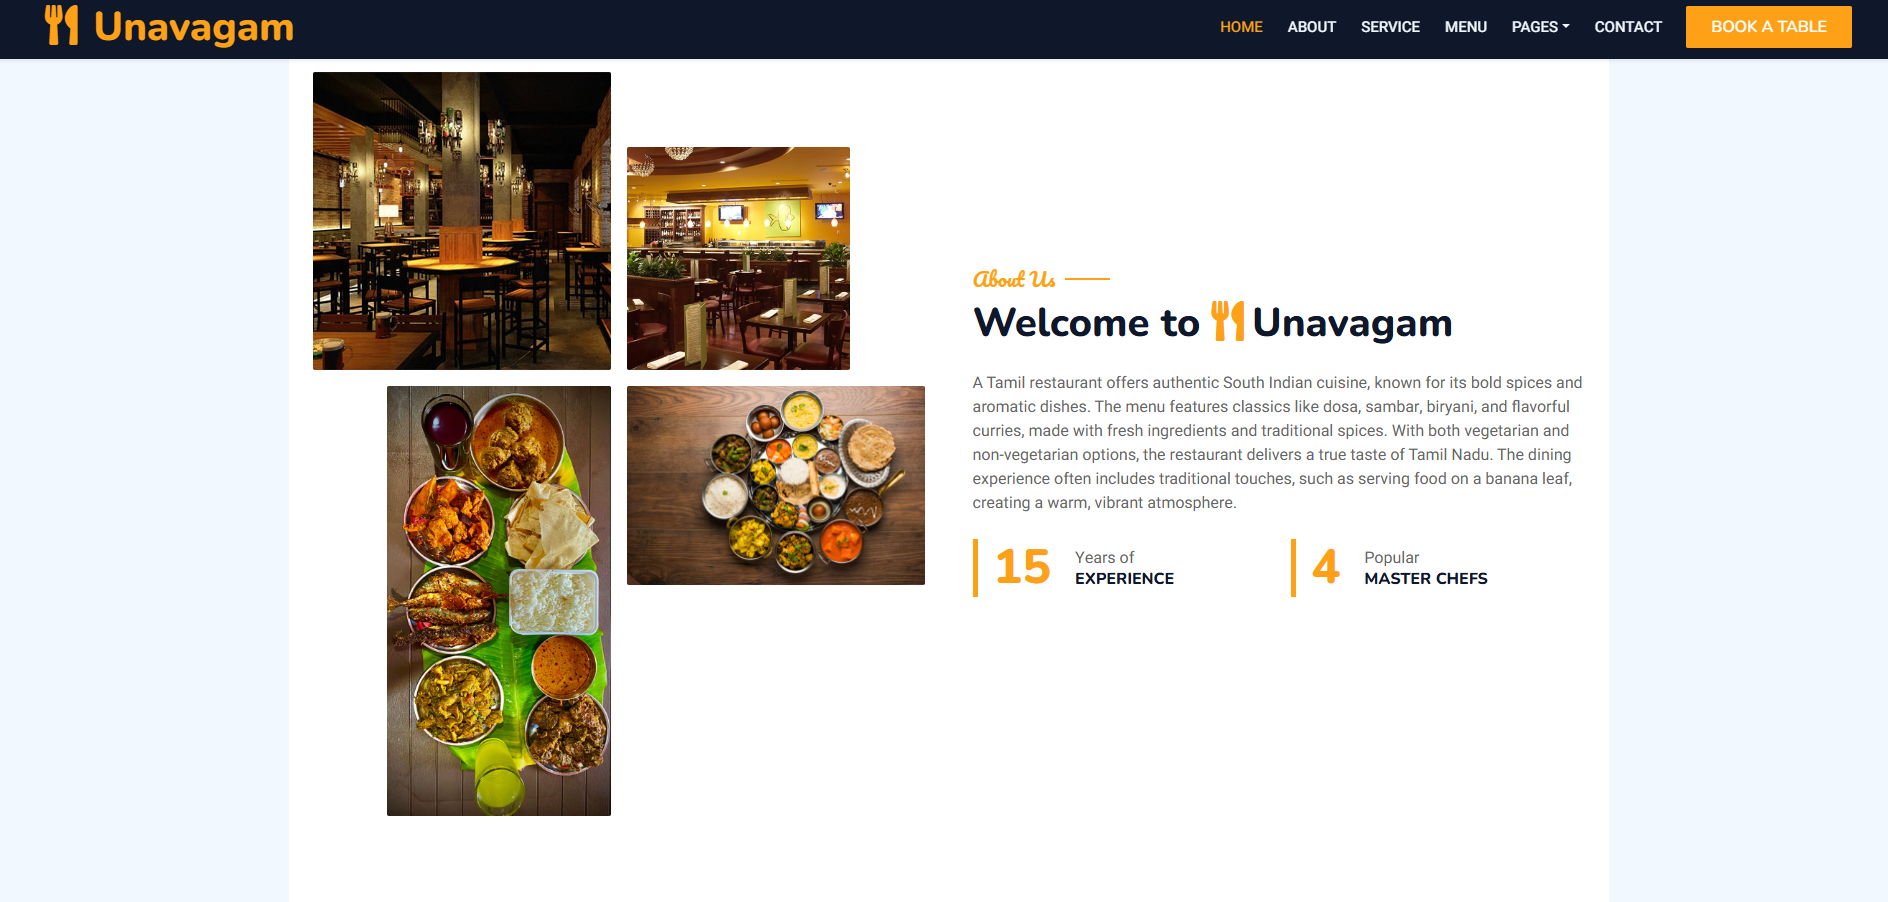 Unavagam
HOME ABOUT SERVICE MENU PAGES CONTACT BOOK A TABLE
About Us
Welcome to Unavagam
A Tamil restaurant offers authentic South Indian cuisine, known for its bold spices and
aromatic dishes. The menu features classics like dosa, sambar, biryani, and flavorful
curries, made with fresh ingredients and traditional spices. With both vegetarian and
non-vegetarian options, the restaurant delivers a true taste of Tamil Nadu. The dining
experience often includes traditional touches, such as serving food on a banana leaf,
creating a warm, vibrant atmosphere.
15 Years of
EXPERIENCE
4 Popular
MASTER CHEFS